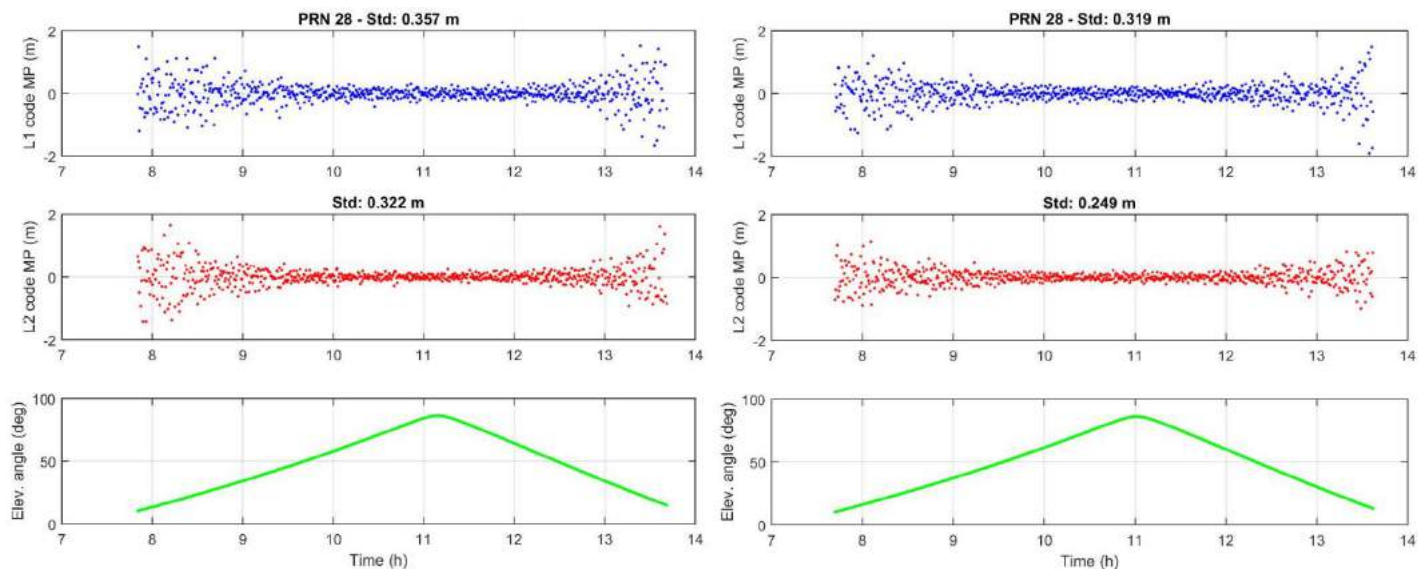 PRN 28 - Std: 0.357 m
L1 code MP (m)
2
0
-2
7 8 9 10 11 12 13 14
Std: 0.322 m
L2 code MP (m)
2
0
-2
7 8 9 10 11 12 13 14
Elev. angle (deg)
100
50
0
7 8 9 10 11 12 13 14
Time (h)
PRN 28 - Std: 0.319 m
L1 code MP (m)
2
0
-2
7 8 9 10 11 12 13 14
Std: 0.249 m
L2 code MP (m)
2
0
-2
7 8 9 10 11 12 13 14
Elev. angle (deg)
100
50
0
7 8 9 10 11 12 13 14
Time (h)